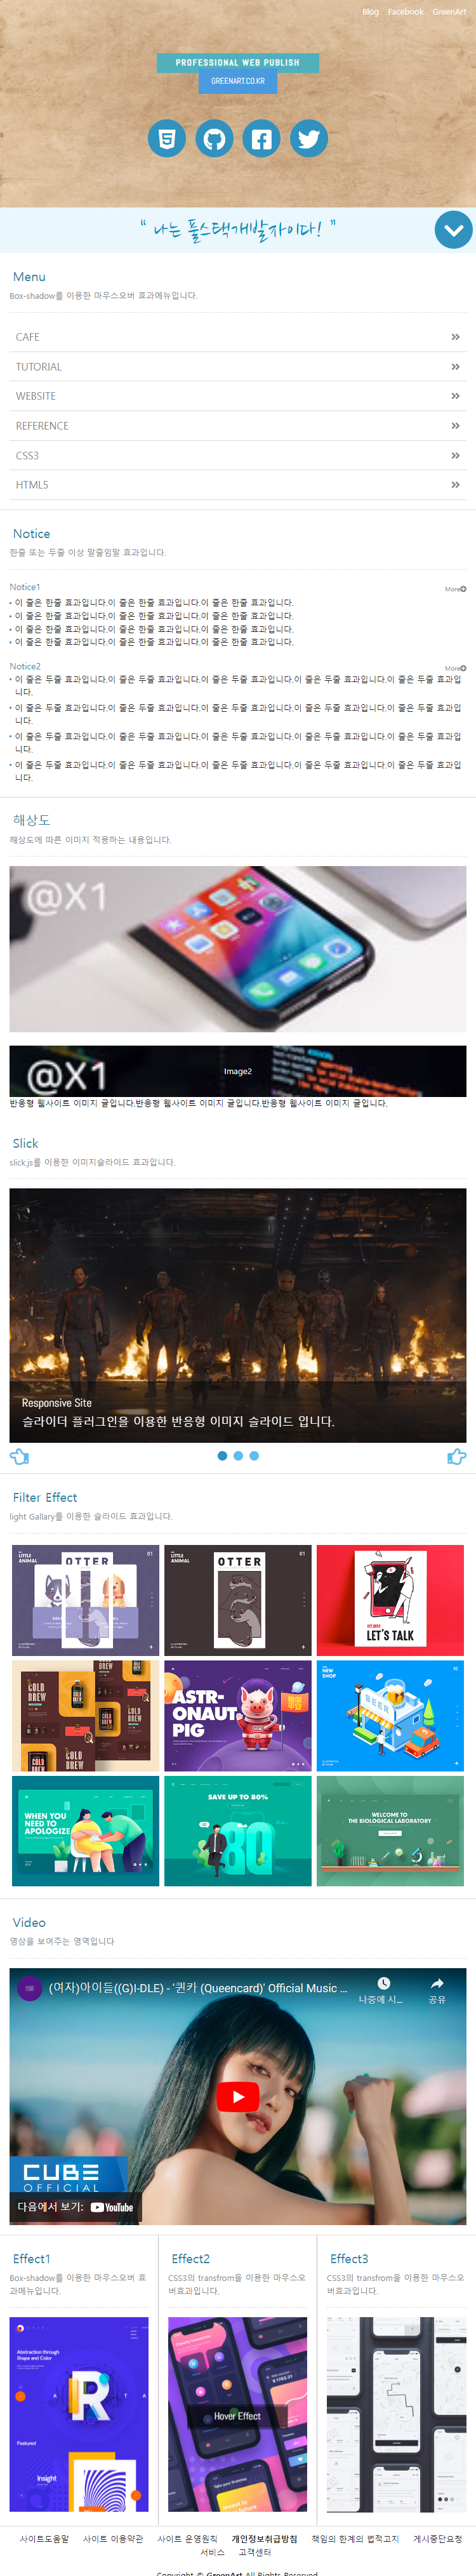 Blog Facebook GreenArt
PROFESSIONAL WEB PUBLISH
GREENART.CO.KR
“ 나는 풀스택개발자이다! ”
Menu
Box-shadow를 이용한 마우스오버 효과메뉴입니다.
CAFE
TUTORIAL
WEBSITE
REFERENCE
CSS3
HTML5
Notice
한줄 또는 두줄 이상 말줄임말 효과입니다.
Notice1 More
이 줄은 한줄 효과입니다.이 줄은 한줄 효과입니다.이 줄은 한줄 효과입니다.
이 줄은 한줄 효과입니다.이 줄은 한줄 효과입니다.이 줄은 한줄 효과입니다.
이 줄은 한줄 효과입니다.이 줄은 한줄 효과입니다.이 줄은 한줄 효과입니다.
이 줄은 한줄 효과입니다.이 줄은 한줄 효과입니다.이 줄은 한줄 효과입니다.
Notice2 More
이 줄은 두줄 효과입니다.이 줄은 두줄 효과입니다.이 줄은 두줄 효과입니다.이 줄은 두줄 효과입니다.이 줄은 두줄 효과입
니다.
이 줄은 두줄 효과입니다.이 줄은 두줄 효과입니다.이 줄은 두줄 효과입니다.이 줄은 두줄 효과입니다.이 줄은 두줄 효과입
니다.
이 줄은 두줄 효과입니다.이 줄은 두줄 효과입니다.이 줄은 두줄 효과입니다.이 줄은 두줄 효과입니다.이 줄은 두줄 효과입
니다.
이 줄은 두줄 효과입니다.이 줄은 두줄 효과입니다.이 줄은 두줄 효과입니다.이 줄은 두줄 효과입니다.이 줄은 두줄 효과입
니다.
해상도
해상도에 따른 이미지 적용하는 내용입니다.
@X1
@X1
Image2
반응형 웹사이트 이미지 글입니다.반응형 웹사이트 이미지 글입니다.반응형 웹사이트 이미지 글입니다.
Slick
slick.js를 이용한 이미지슬라이드 효과입니다.
Responsive Site
슬라이더 플러그인을 이용한 반응형 이미지 슬라이드 입니다.
Filter Effect
light Gallary를 이용한 슬라이드 효과입니다.
LITTLE
ANIMAL
OTTER
01
LITTLE
ANIMAL
OTTER
01
LET'S TALK
COLD
BREW
COLD
BREW
ASTR-
ONAUT
PIG
NEW
SHOP
BEER
02
WHEN YOU
NEED TO
APOLOGIZE
SAVE UP TO 80%
80
WELCOME TO
THE BIOLOGICAL LABORATORY
Video
영상을 보여주는 영역입니다
(여자)아이들((G)I-DLE) - '퀸카 (Queencard)' Official Music ...
나중에 시... 공유
CUBE
OFFICIAL
다음에서 보기: YouTube
Effect1
Box-shadow를 이용한 마우스오버 효
과메뉴입니다.
Abstraction through
Shape and Color
R
Featured
Insight
Effect2
CSS3의 transfrom을 이용한 마우스오
버효과입니다.
Hover Effect
Effect3
CSS3의 transfrom을 이용한 마우스오
버효과입니다.
사이트도움말 사이트 이용약관 사이트 운영원칙 개인정보취급방침 책임의 한계의 법적고지 게시중단요청
서비스 고객센터
Copyright © GreenArt All Rights Reserved.